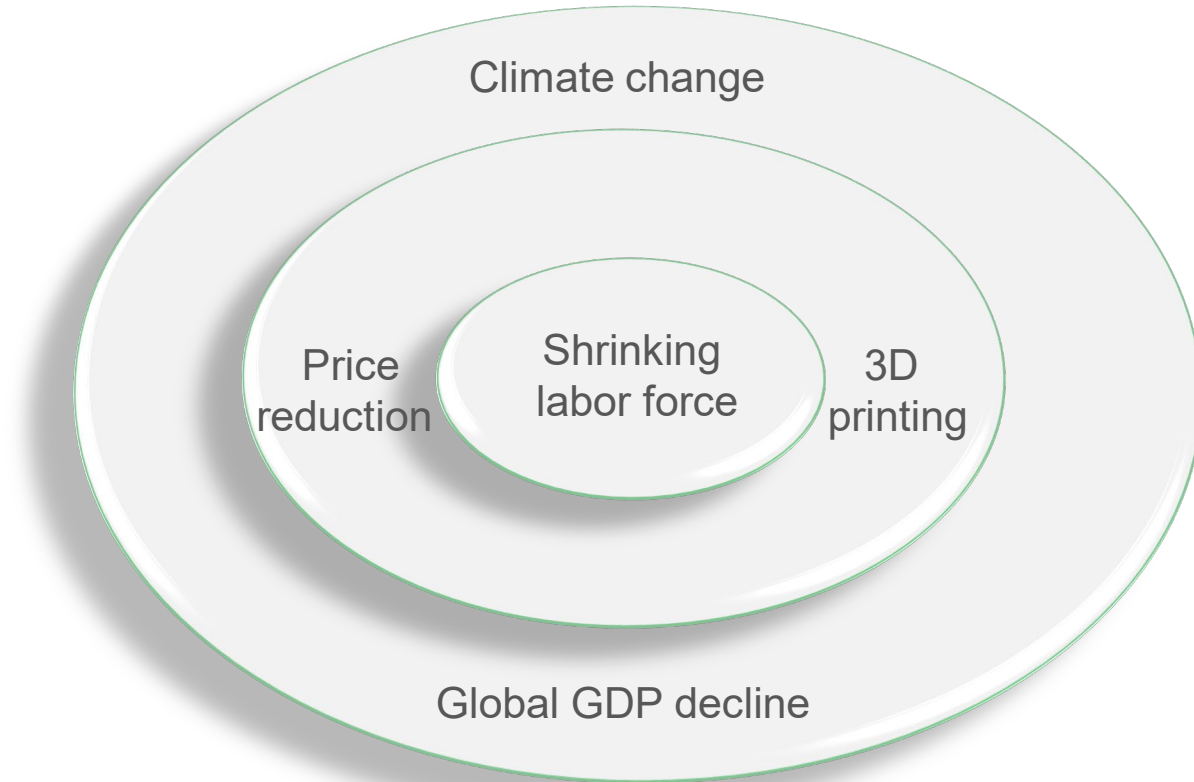 Climate change
Price
reduction
Shrinking
labor force
3D
printing
Global GDP decline